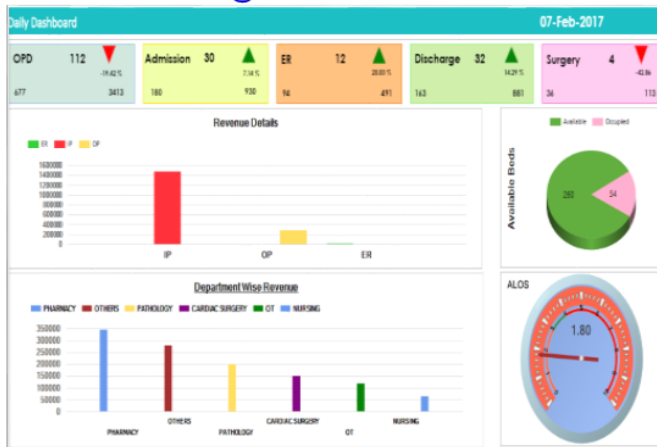 Daily Dashboard 07-Feb-2017
OPD 112
-19.42 %
677 3413
Admission 30
7.14 %
180 930
ER 12
20.00 %
94 491
Discharge 32
14.29 %
163 881
Surgery 4
-42.86
36 113
Revenue Details
ER IP OP
1600000
1400000
1200000
1000000
800000
600000
400000
200000
0
IP OP ER
Available Occupied
Available Beds
54
Department Wise Revenue
PHARMACY OTHERS PATHOLOGY CARDIAC SURGERY OT NURSING
350000
300000
250000
200000
150000
100000
50000
0
PHARMACY OTHERS PATHOLOGY CARDIAC SURGERY OT NURSING
ALOS
1.80